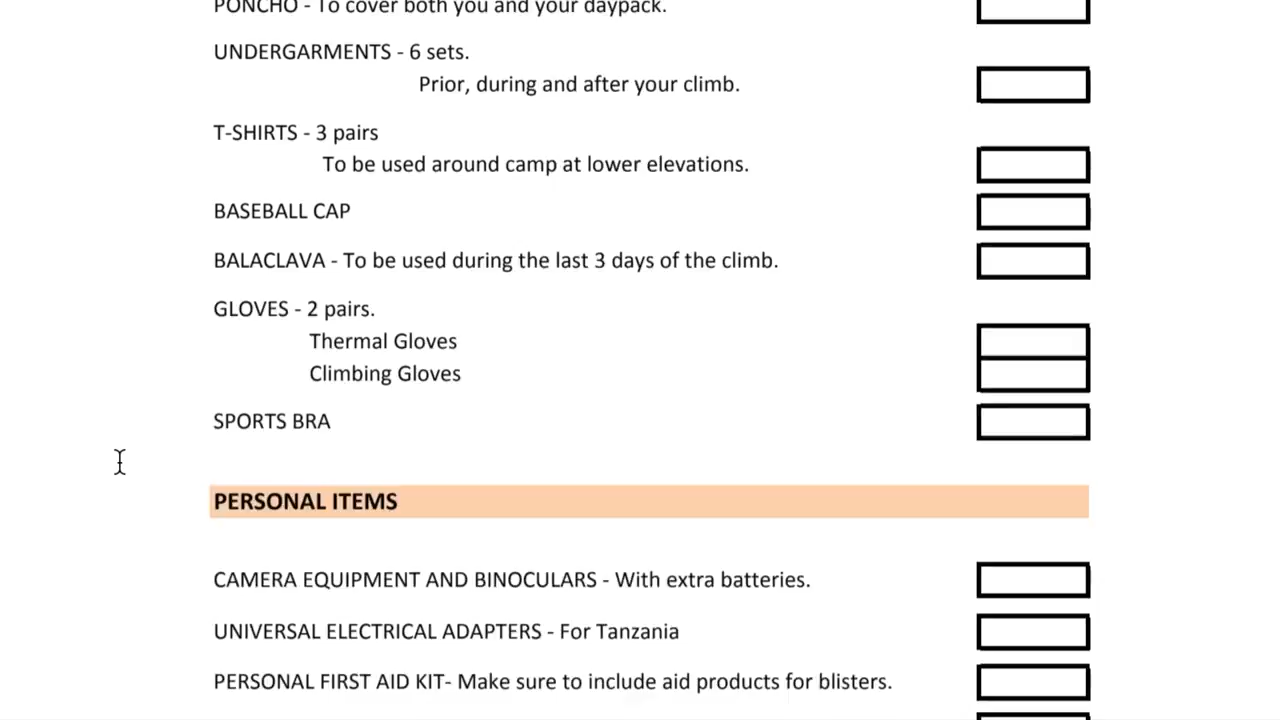 PONCHO - To cover both you and your daypack.
UNDERGARMENTS - 6 sets.
Prior, during and after your climb.
T-SHIRTS - 3 pairs
To be used around camp at lower elevations.
BASEBALL CAP
BALACLAVA - To be used during the last 3 days of the climb.
GLOVES - 2 pairs.
Thermal Gloves
Climbing Gloves
SPORTS BRA
PERSONAL ITEMS
CAMERA EQUIPMENT AND BINOCULARS - With extra batteries.
UNIVERSAL ELECTRICAL ADAPTERS - For Tanzania
PERSONAL FIRST AID KIT- Make sure to include aid products for blisters.